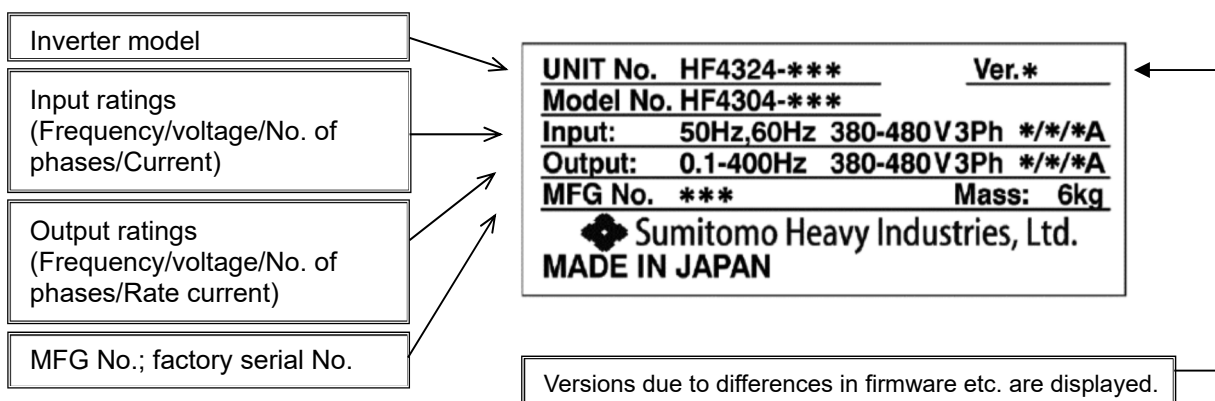 Inverter model
Input ratings
(Frequency/voltage/No. of
phases/Current)
Output ratings
(Frequency/voltage/No. of
phases/Rate current)
MFG No.; factory serial No.
UNIT No. HF4324-*** Ver.*
Model No. HF4304-***
Input: 50Hz,60Hz 380-480V 3Ph */*/*A
Output: 0.1-400Hz 380-480V 3Ph */*/*A
MFG No. *** Mass: 6kg
Sumitomo Heavy Industries, Ltd.
MADE IN JAPAN
Versions due to differences in firmware etc. are displayed.